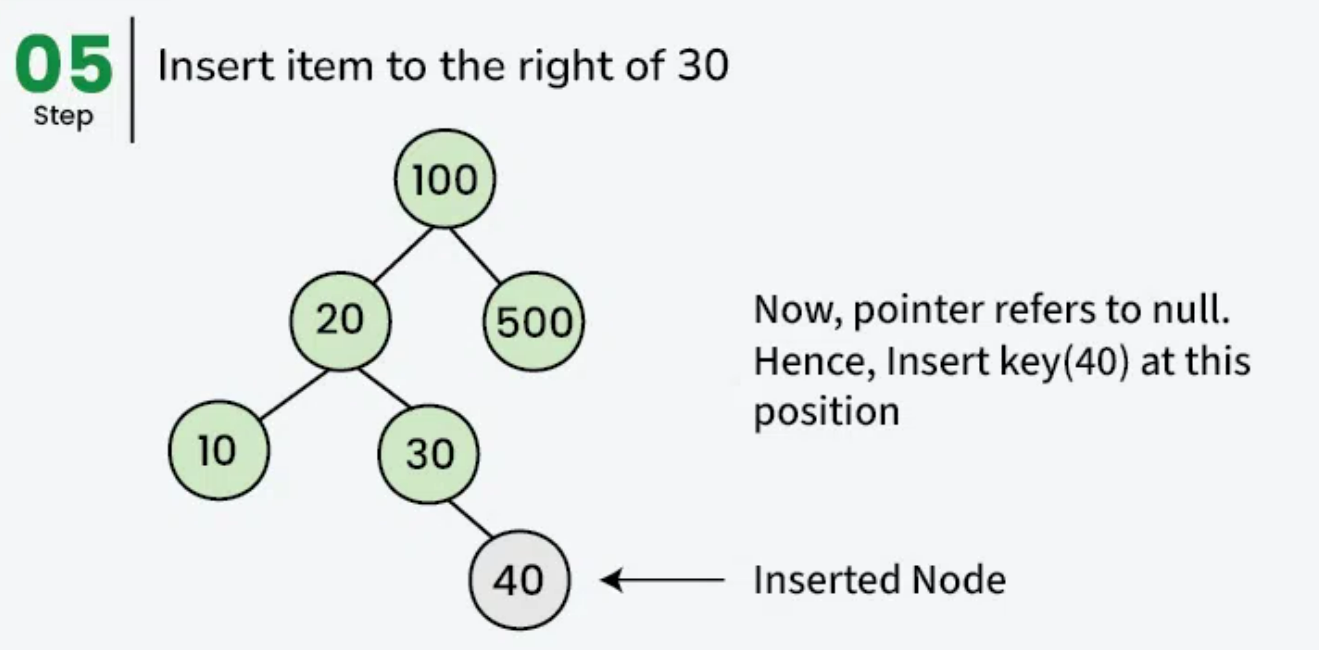 05
Step
Insert item to the right of 30
100
20
500
Now, pointer refers to null.
Hence, Insert key(40) at this
position
10
30
40
Inserted Node